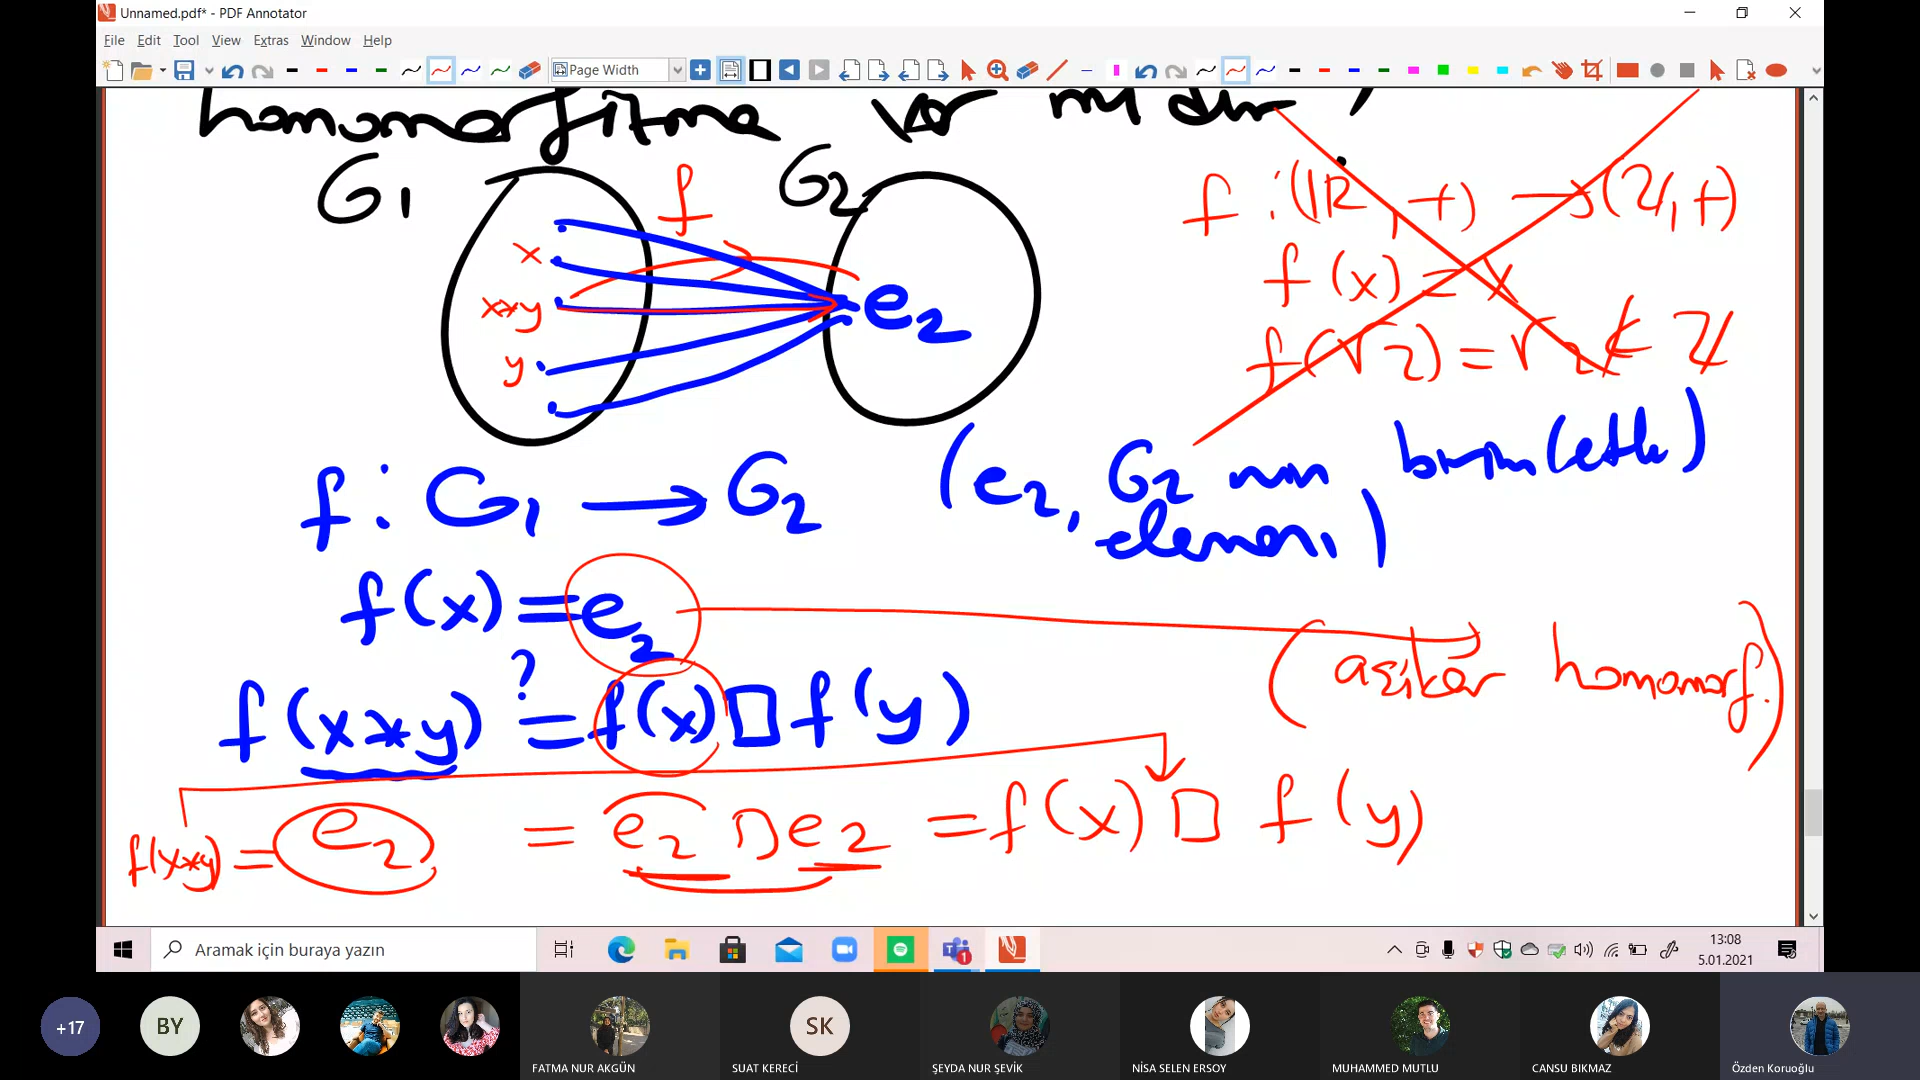 Unnamed.pdf* - PDF Annotator
File Edit Tool View Extras Window Help
Page Width
homomorfizma var mıdır?
G1 f G2
x
x*y
y
e2
f : (ℝ, +) → (ℤ, +)
f(x) = x
f(√2) = √2 ∉ ℤ
f : G1 → G2 (e2, G2 nın birim (etkisiz) elemanı)
f(x) = e2
(aşikar homomorf.)
f(x*y) ?= f(x) □ f(y)
f(x*y) = e2 = e2 □ e2 = f(x) □ f(y)
Aramak için buraya yazın
1
13:08
5.01.2021
+17
BY
SK
FATMA NUR AKGÜN
SUAT KERECİ
ŞEYDA NUR ŞEVİK
NİSA SELEN ERSOY
MUHAMMED MUTLU
CANSU BIKMAZ
Özden Koruoğlu